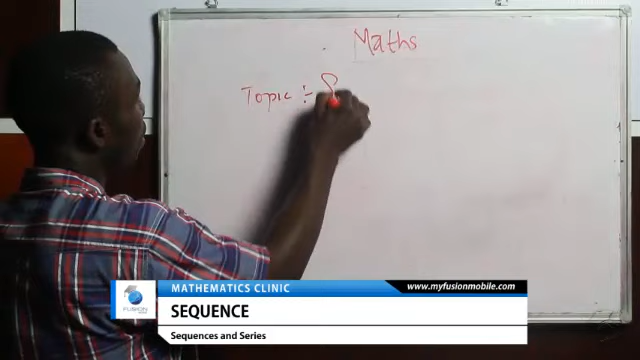 Maths
Topic :- S
MATHEMATICS CLINIC
www.myfusionmobile.com
SEQUENCE
Sequences and Series
FUSION